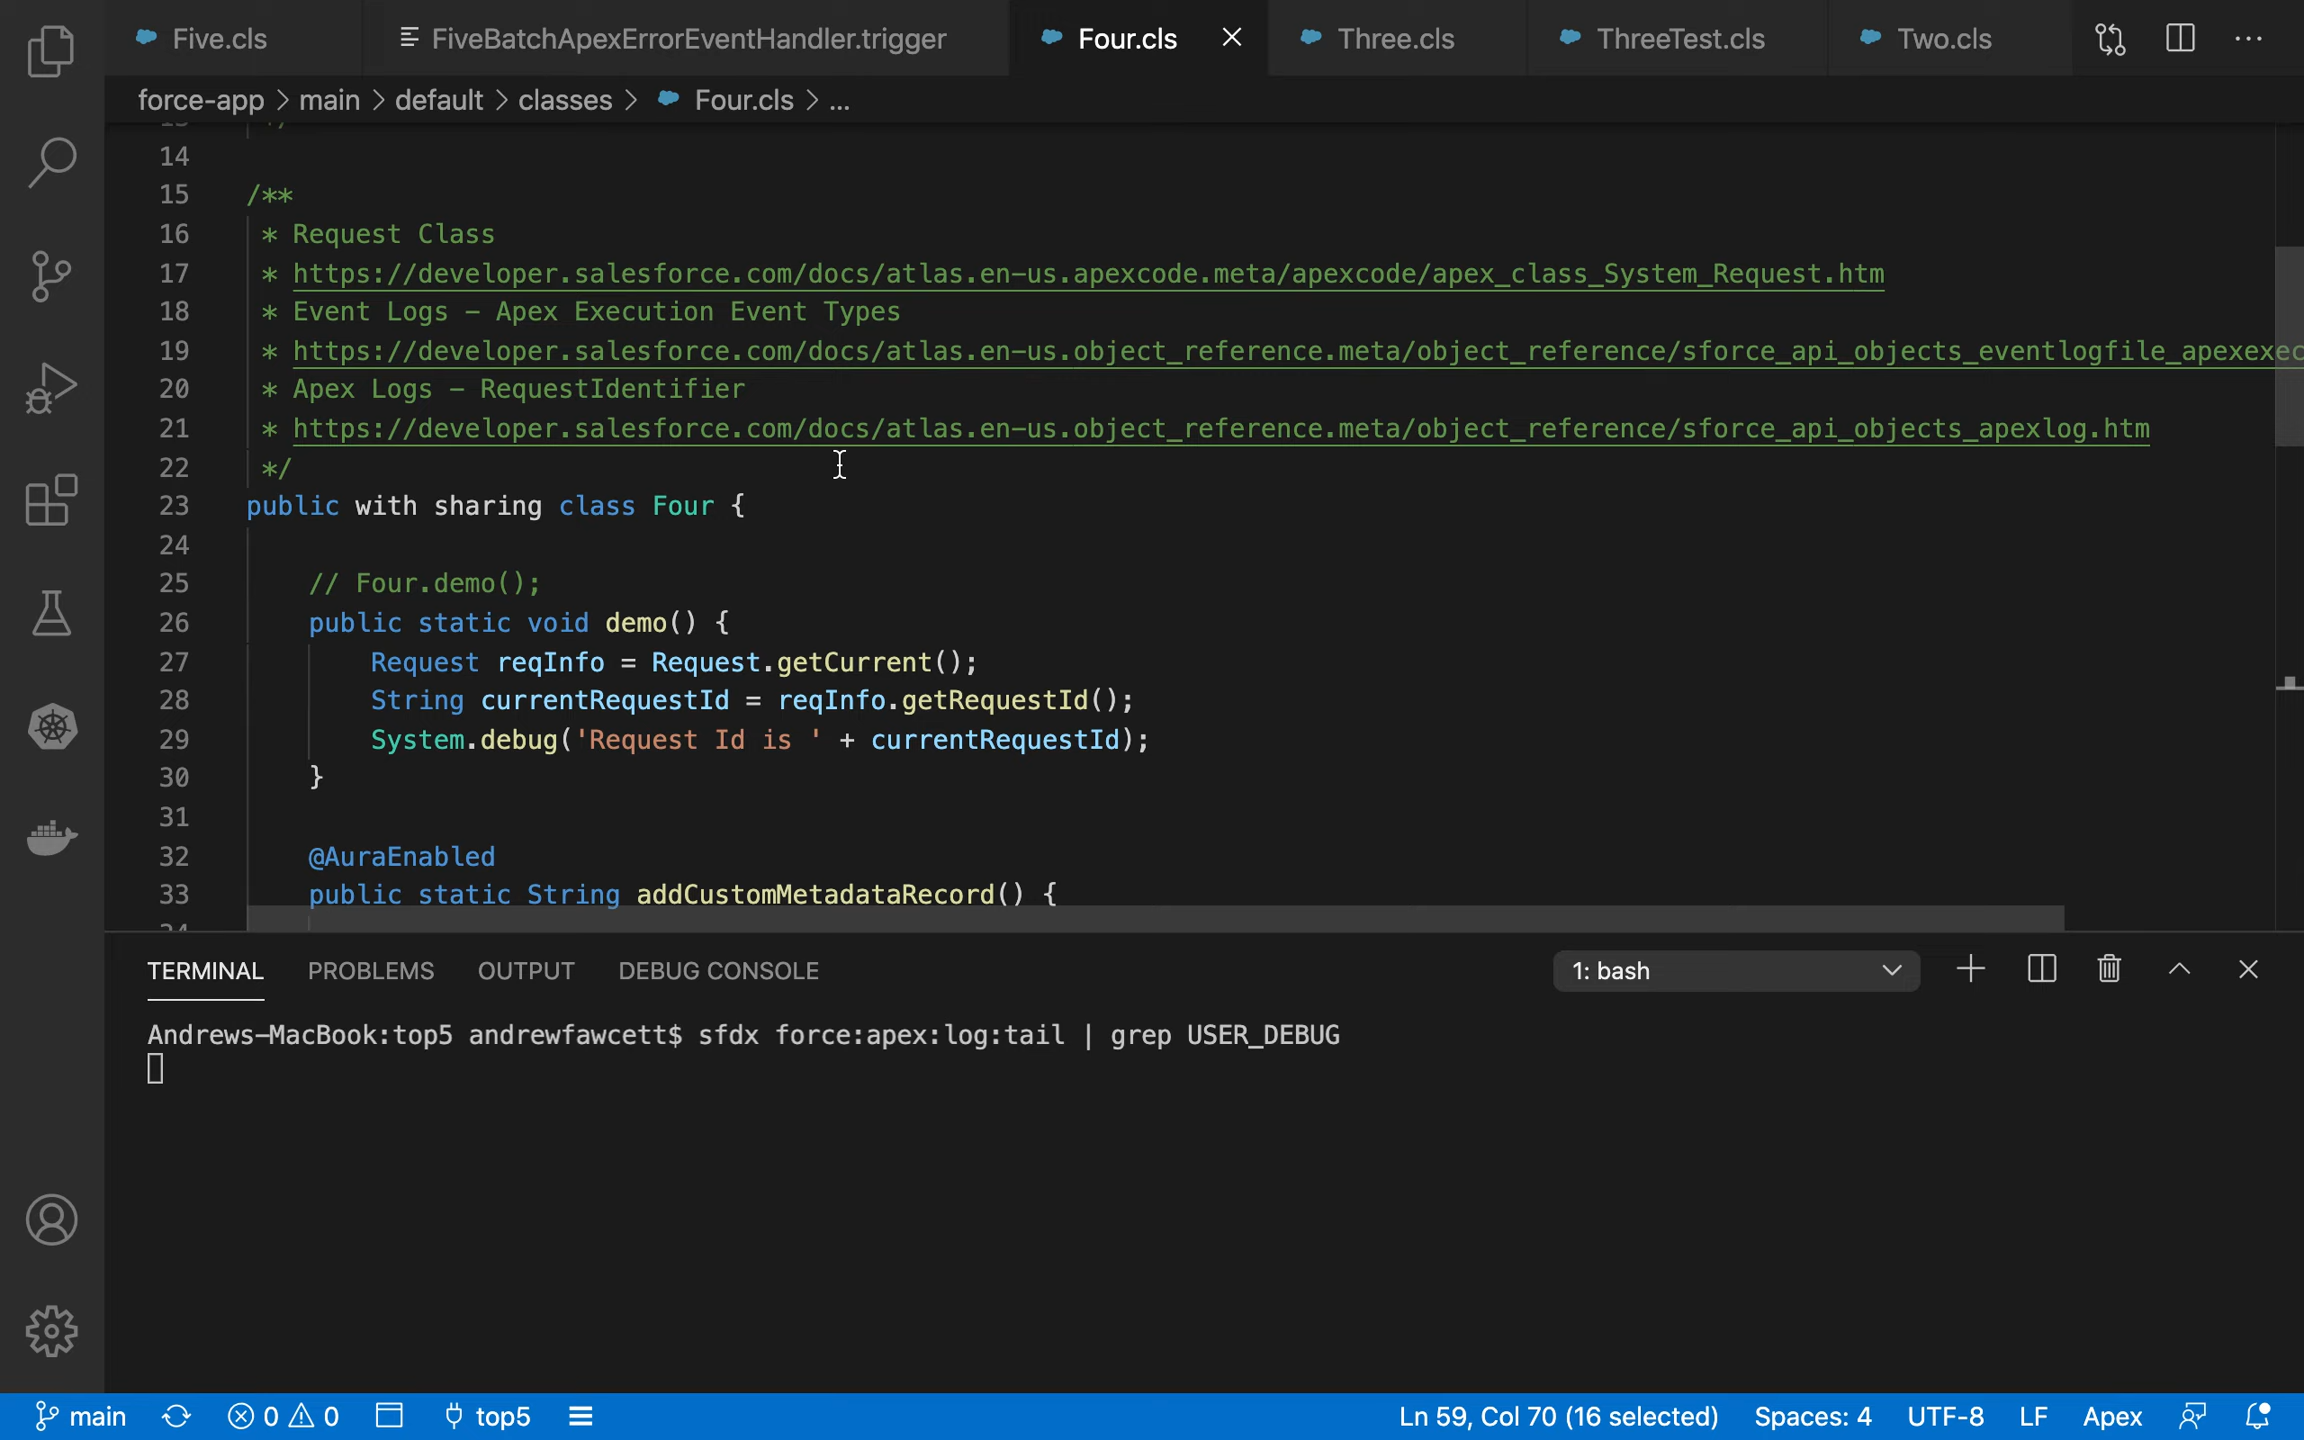 Five.cls FiveBatchApexErrorEventHandler.trigger Four.cls Three.cls ThreeTest.cls Two.cls
force-app > main > default > classes > Four.cls > ...
14
15 /**
16 * Request Class
17 * https://developer.salesforce.com/docs/atlas.en-us.apexcode.meta/apexcode/apex_class_System_Request.htm
18 * Event Logs – Apex Execution Event Types
19 * https://developer.salesforce.com/docs/atlas.en-us.object_reference.meta/object_reference/sforce_api_objects_eventlogfile_apexexec
20 * Apex Logs – RequestIdentifier
21 * https://developer.salesforce.com/docs/atlas.en-us.object_reference.meta/object_reference/sforce_api_objects_apexlog.htm
22 */
23 public with sharing class Four {
24
25 // Four.demo();
26 public static void demo() {
27 Request reqInfo = Request.getCurrent();
28 String currentRequestId = reqInfo.getRequestId();
29 System.debug('Request Id is ' + currentRequestId);
30 }
31
32 @AuraEnabled
33 public static String addCustomMetadataRecord() {
TERMINAL PROBLEMS OUTPUT DEBUG CONSOLE 1: bash
Andrews-MacBook:top5 andrewfawcett$ sfdx force:apex:log:tail | grep USER_DEBUG
main 0 0 top5 Ln 59, Col 70 (16 selected) Spaces: 4 UTF-8 LF Apex